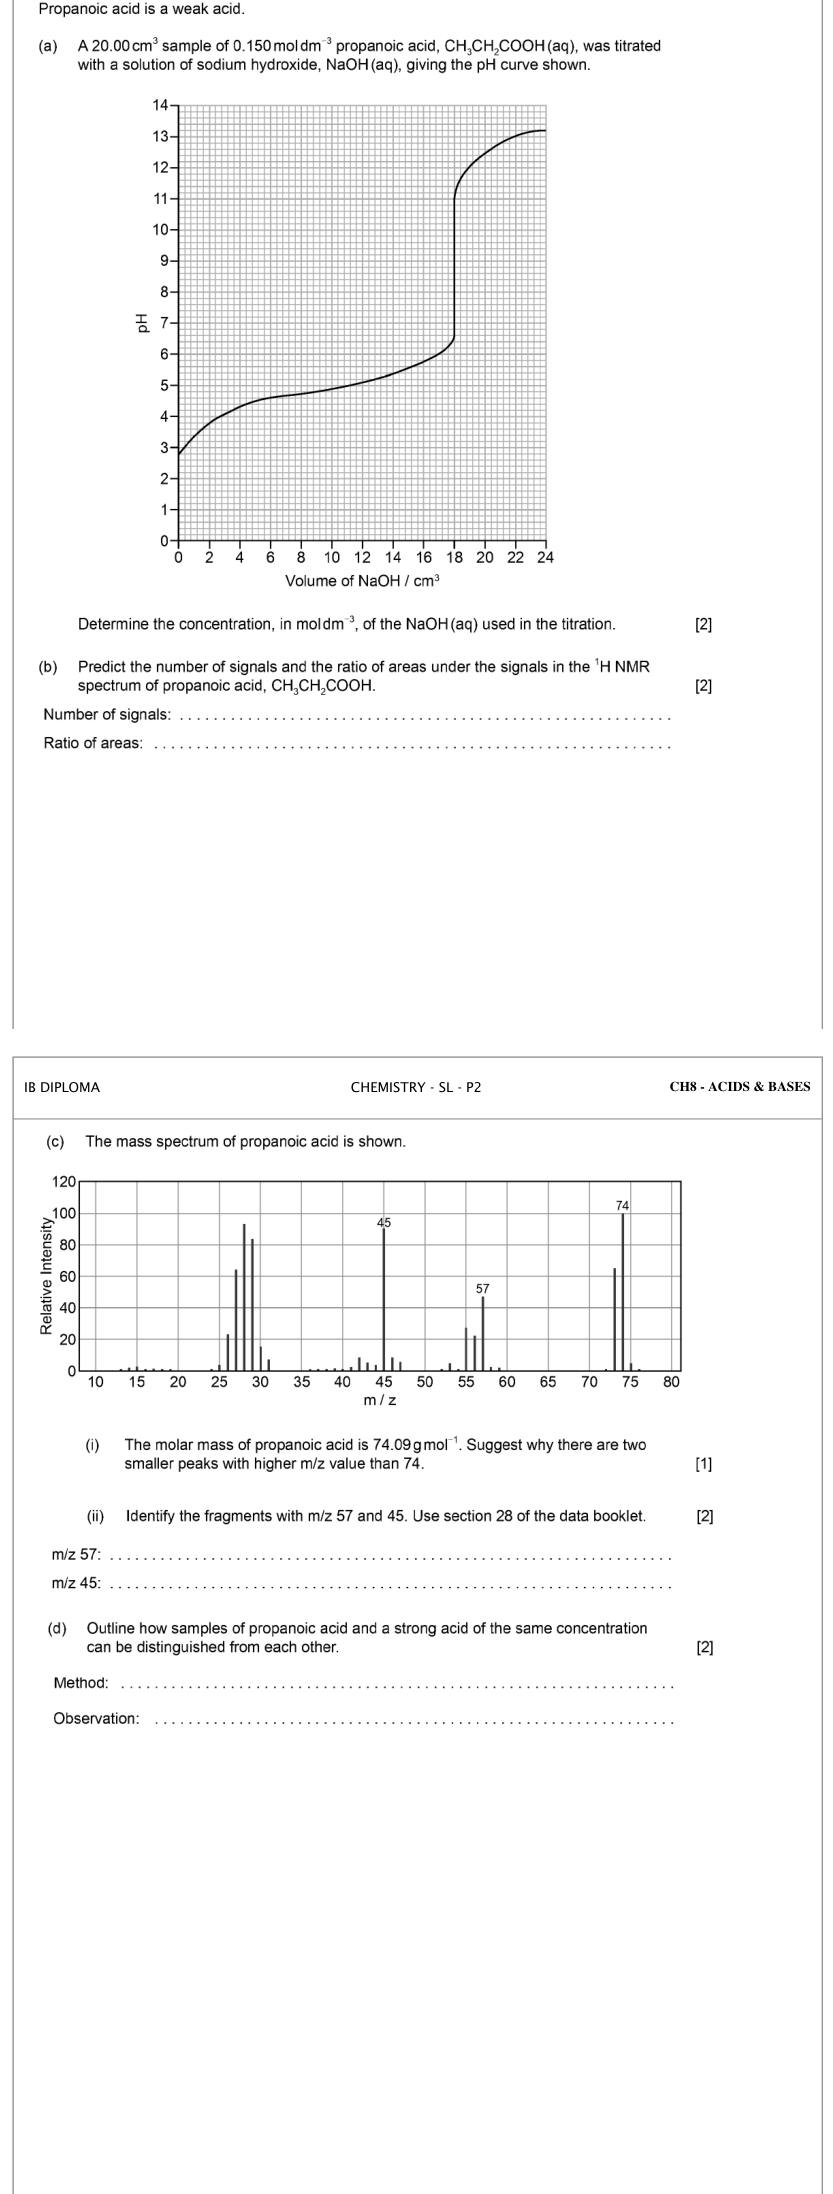 Propanoic acid is a weak acid.
(a) A 20.00 cm³ sample of 0.150 mol dm⁻³ propanoic acid, CH₃CH₂COOH (aq), was titrated
with a solution of sodium hydroxide, NaOH (aq), giving the pH curve shown.
14
13
12
11
10
9
8
7
6
5
4
3
2
1
0
pH
0 2 4 6 8 10 12 14 16 18 20 22 24
Volume of NaOH / cm³
Determine the concentration, in mol dm⁻³, of the NaOH (aq) used in the titration. [2]
(b) Predict the number of signals and the ratio of areas under the signals in the ¹H NMR
spectrum of propanoic acid, CH₃CH₂COOH. [2]
Number of signals: . . . . . . . . . . . . . . . . . . . . . . . . . . . . . . . . . . . . . . . .
Ratio of areas: . . . . . . . . . . . . . . . . . . . . . . . . . . . . . . . . . . . . . . . .
IB DIPLOMA CHEMISTRY - SL - P2 CH8 - ACIDS & BASES
(c) The mass spectrum of propanoic acid is shown.
120
100
80
60
40
20
0
Relative Intensity
45
57
74
10 15 20 25 30 35 40 45 50 55 60 65 70 75 80
m / z
(i) The molar mass of propanoic acid is 74.09 g mol⁻¹. Suggest why there are two
smaller peaks with higher m/z value than 74. [1]
(ii) Identify the fragments with m/z 57 and 45. Use section 28 of the data booklet. [2]
m/z 57: . . . . . . . . . . . . . . . . . . . . . . . . . . . . . . . . . . . . . . . .
m/z 45: . . . . . . . . . . . . . . . . . . . . . . . . . . . . . . . . . . . . . . . .
(d) Outline how samples of propanoic acid and a strong acid of the same concentration
can be distinguished from each other. [2]
Method: . . . . . . . . . . . . . . . . . . . . . . . . . . . . . . . . . . . . . . . .
Observation: . . . . . . . . . . . . . . . . . . . . . . . . . . . . . . . . . . . . . . . .